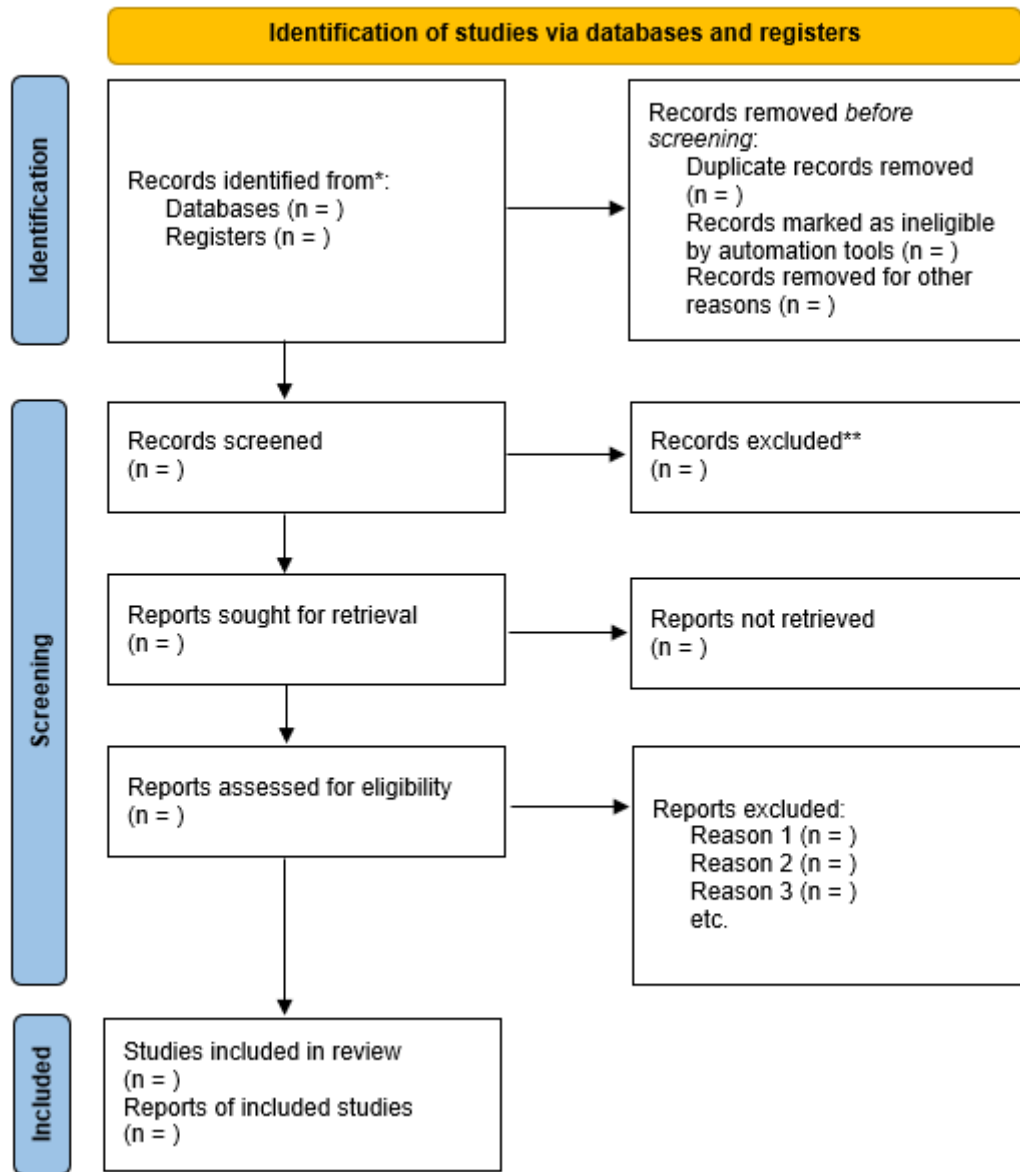 Identification of studies via databases and registers
Identification
Records identified from*:
Databases (n = )
Registers (n = )
Records removed before
screening:
Duplicate records removed
(n = )
Records marked as ineligible
by automation tools (n = )
Records removed for other
reasons (n = )
Screening
Records screened
(n = )
Records excluded**
(n = )
Reports sought for retrieval
(n = )
Reports not retrieved
(n = )
Reports assessed for eligibility
(n = )
Reports excluded:
Reason 1 (n = )
Reason 2 (n = )
Reason 3 (n = )
etc.
Included
Studies included in review
(n = )
Reports of included studies
(n = )